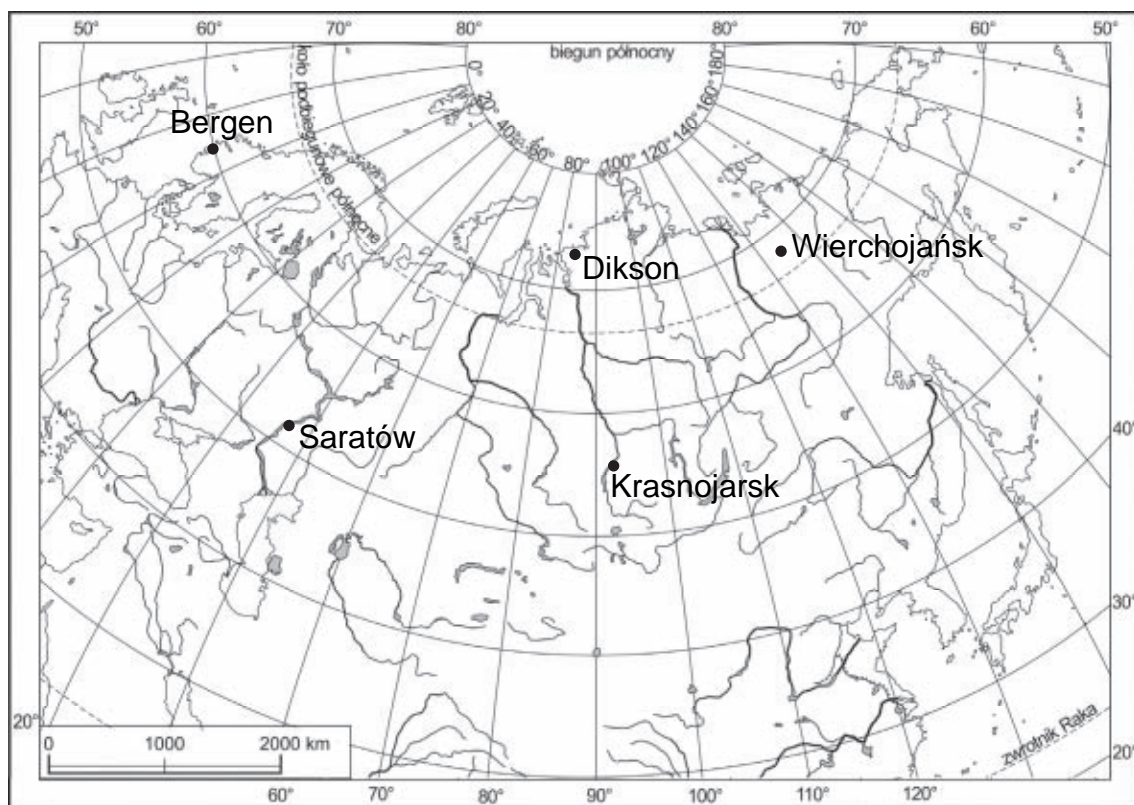 50° 60° 70° 80° 80° 70° 60° 50°
biegun północny
koło podbiegunowe północne
0° 20° 40° 60° 80° 100° 120° 140° 160° 180°
Bergen
Wierchojańsk
Dikson
Saratów
Krasnojarsk
40°
30°
20°
20°
zwrotnik Raka
0 1000 2000 km
60° 70° 80° 90° 100° 110° 120°